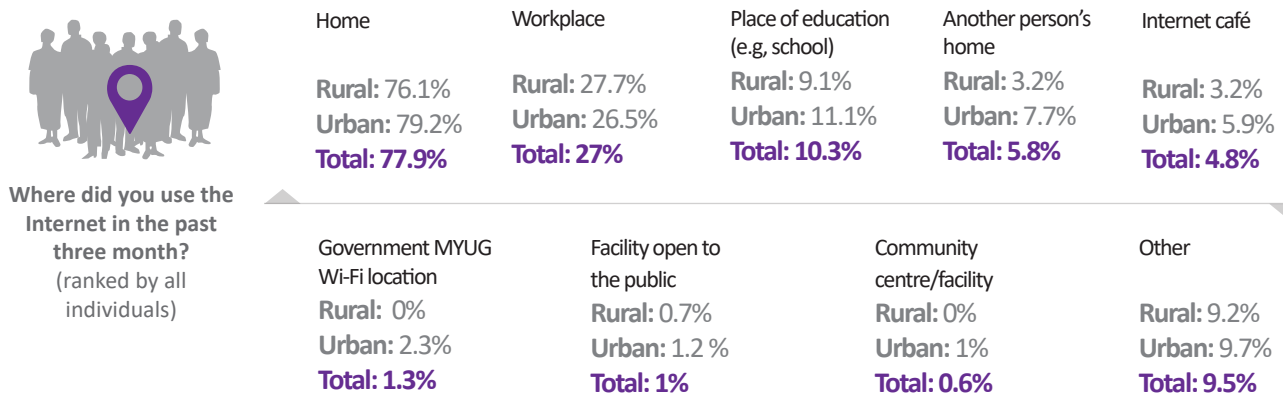 Where did you use the
Internet in the past
three month?
(ranked by all
individuals)
Home
Rural: 76.1%
Urban: 79.2%
Total: 77.9%
Workplace
Rural: 27.7%
Urban: 26.5%
Total: 27%
Place of education
(e.g, school)
Rural: 9.1%
Urban: 11.1%
Total: 10.3%
Another person's
home
Rural: 3.2%
Urban: 7.7%
Total: 5.8%
Internet café
Rural: 3.2%
Urban: 5.9%
Total: 4.8%
Government MYUG
Wi-Fi location
Rural: 0%
Urban: 2.3%
Total: 1.3%
Facility open to
the public
Rural: 0.7%
Urban: 1.2 %
Total: 1%
Community
centre/facility
Rural: 0%
Urban: 1%
Total: 0.6%
Other
Rural: 9.2%
Urban: 9.7%
Total: 9.5%